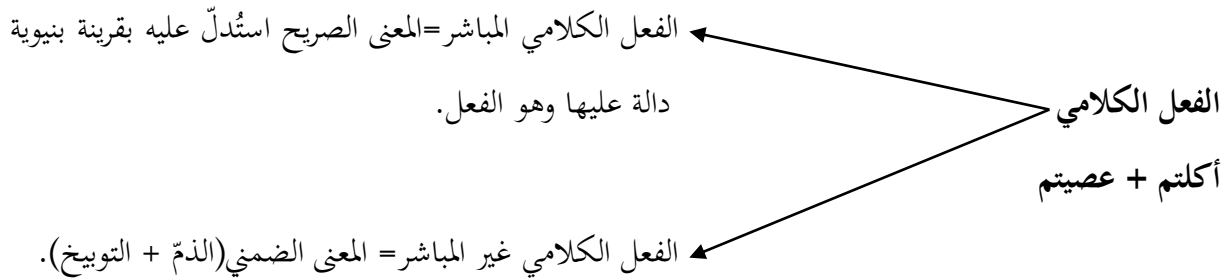 الفعل الكلامي المباشر=المعنى الصريح استُدلّ عليه بقرينة بنيوية
دالة عليها وهو الفعل.
الفعل الكلامي
أكلتم + عصيتم
الفعل الكلامي غير المباشر= المعنى الضمني(الذمّ + التوبيخ).